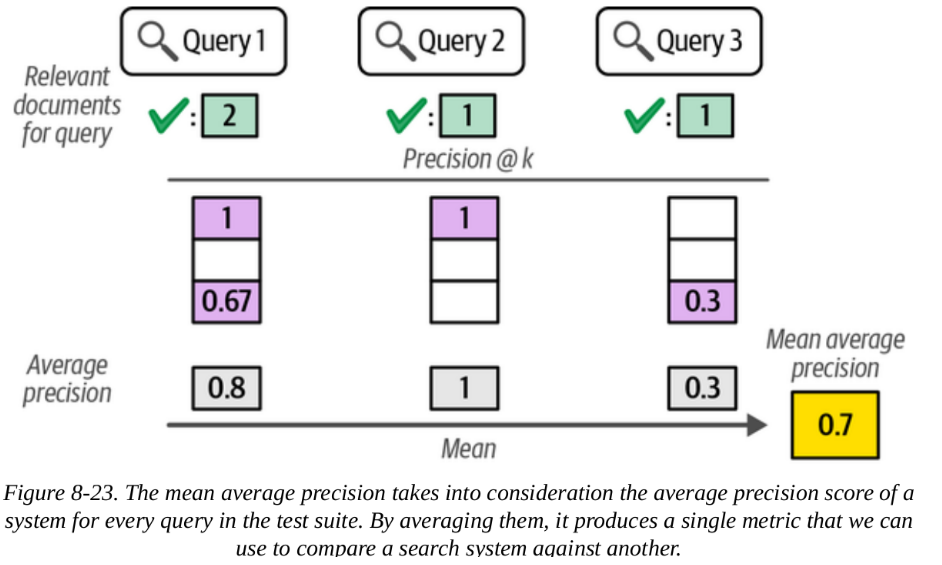 Query 1
Query 2
Query 3
Relevant
documents
for query
: 2
: 1
: 1
Precision @ k
1
1
0.67
0.3
Average
precision
0.8
1
0.3
Mean average
precision
0.7
Mean
Figure 8-23. The mean average precision takes into consideration the average precision score of a
system for every query in the test suite. By averaging them, it produces a single metric that we can
use to compare a search system against another.